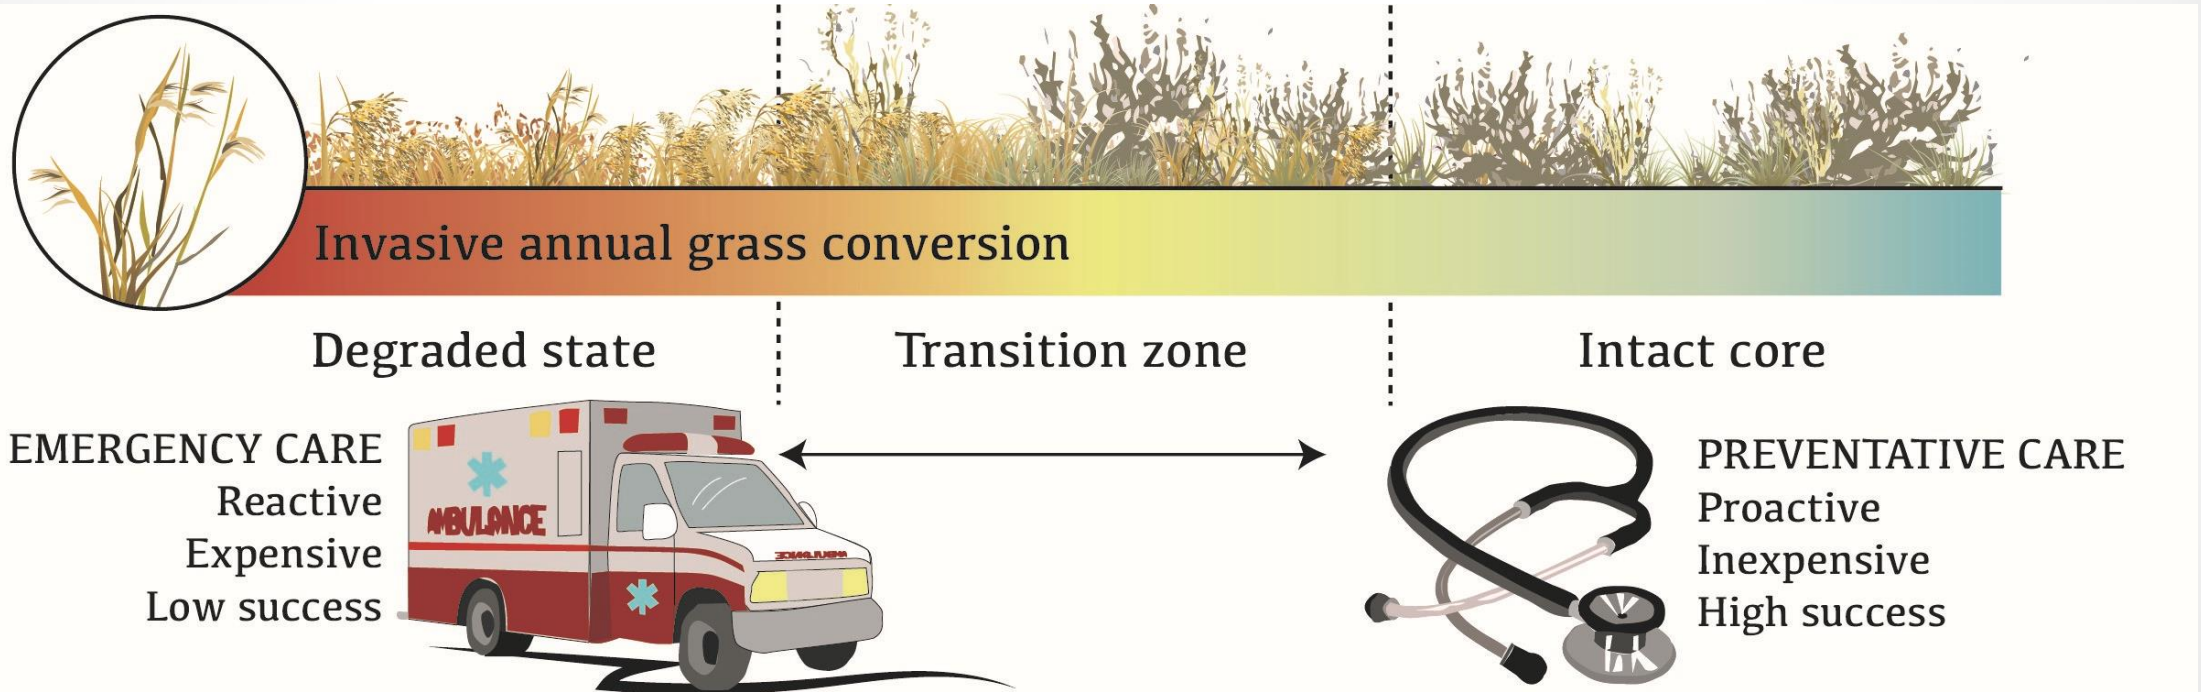 Invasive annual grass conversion
Degraded state
Transition zone
Intact core
EMERGENCY CARE
Reactive
Expensive
Low success
AMBULANCE
PREVENTATIVE CARE
Proactive
Inexpensive
High success